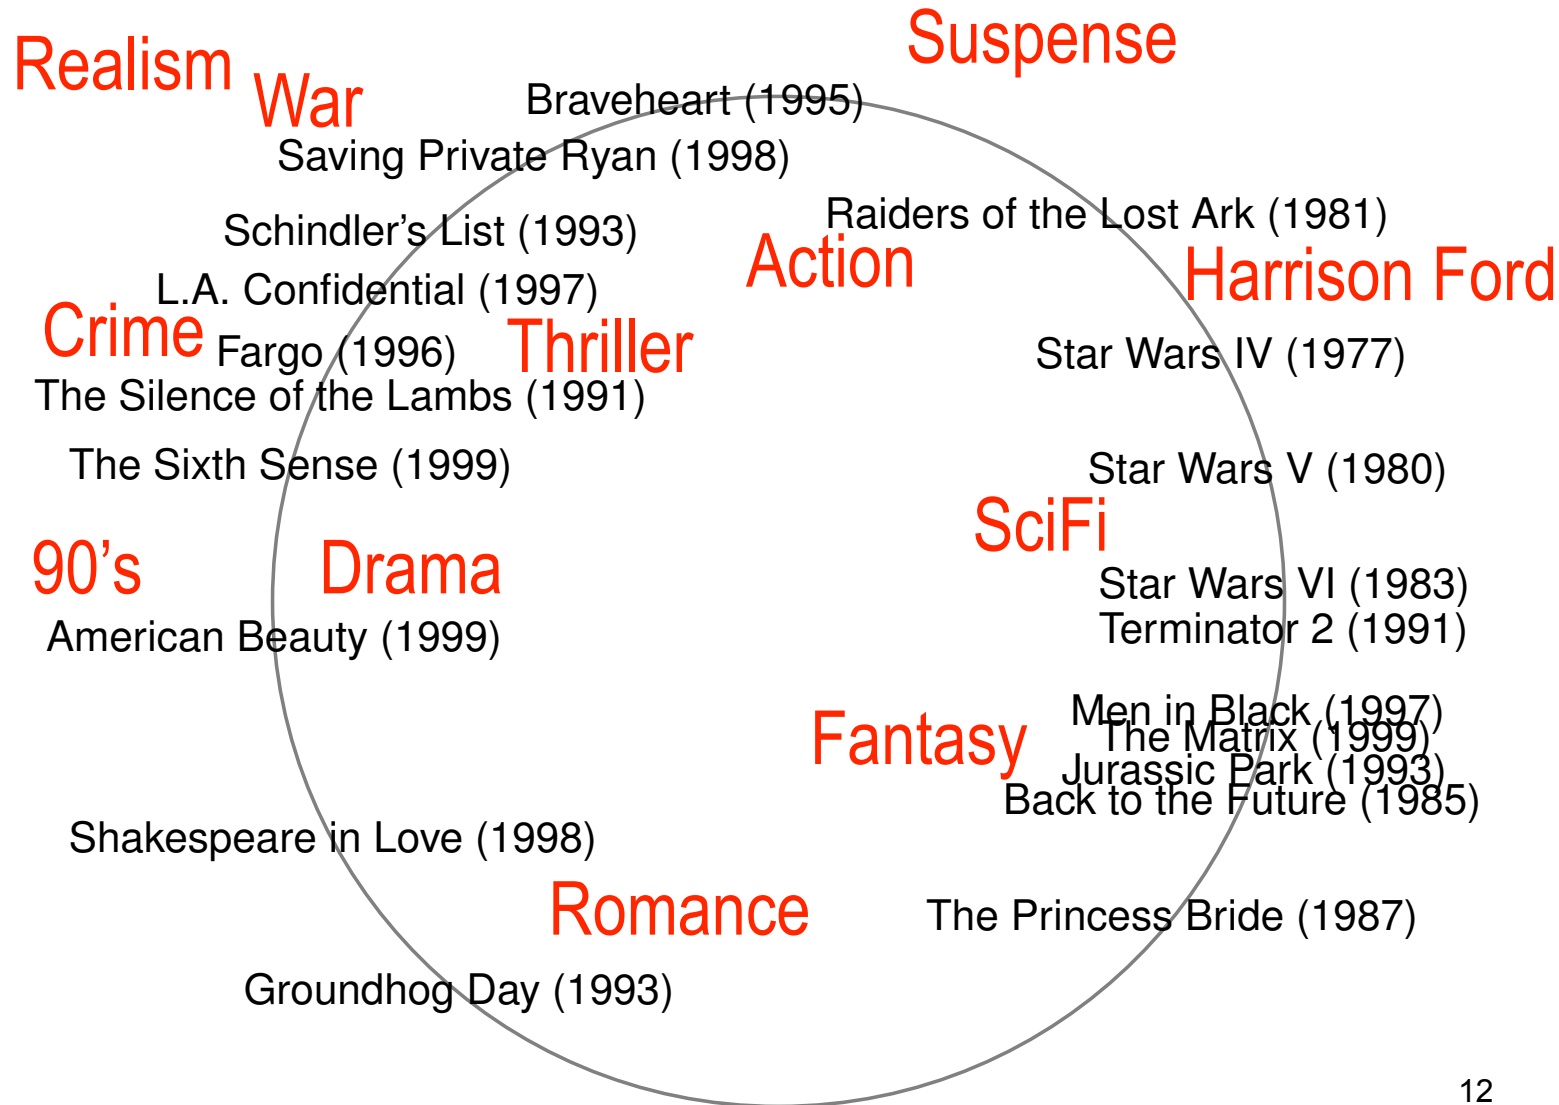 Suspense
Realism
War
Braveheart (1995)
Saving Private Ryan (1998)
Raiders of the Lost Ark (1981)
Schindler’s List (1993)
Action
Harrison Ford
L.A. Confidential (1997)
Crime
Thriller
Fargo (1996)
Star Wars IV (1977)
The Silence of the Lambs (1991)
The Sixth Sense (1999)
Star Wars V (1980)
SciFi
90’s
Drama
Star Wars VI (1983)
American Beauty (1999)
Terminator 2 (1991)
Men in Black (1997)
Fantasy
The Matrix (1999)
Jurassic Park (1993)
Back to the Future (1985)
Shakespeare in Love (1998)
Romance
The Princess Bride (1987)
Groundhog Day (1993)
12